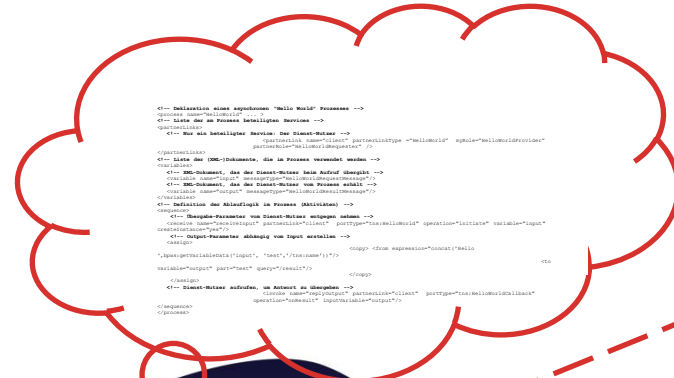 <!-- Deklaration eines asynchronen "Hello World" Prozesses -->
<process name="HelloWorld" ... >
<!-- Liste der am Prozess beteiligten Services -->
<partnerLinks>
<!-- Nur ein beteiligter Service: Der Dienst-Nutzer -->
<partnerLink name="client" partnerLinkType ="HelloWorld" myRole="HelloWorldProvider"
partnerRole="HelloWorldRequester" />
</partnerLinks>
<!-- Liste der (XML-)Dokumente, die im Prozess verwendet werden -->
<variables>
<!-- XML-Dokument, das der Dienst-Nutzer beim Aufruf übergibt -->
<variable name="input" messageType="HelloWorldRequestMessage"/>
<!-- XML-Dokument, das der Dienst-Nutzer vom Prozess erhält -->
<variable name="output" messageType="HelloWorldResultMessage"/>
</variables>
<!-- Definition der Ablauflogik im Prozess (Aktivitäten) -->
<sequence>
<!-- Übergabe-Parameter vom Dienst-Nutzer entgegen nehmen -->
<receive name="receiveInput" partnerLink="client" portType="tns:HelloWorld" operation="initiate" variable="input"
createInstance="yes"/>
<!-- Output-Parameter abhängig vom Input erstellen -->
<assign>
<copy> <from expression="concat('Hello
',bpws:getVariableData('input', 'test','/tns:name'))"/>
<to
variable="output" part="test" query="/result"/>
</copy>
</assign>
<!-- Dienst-Nutzer aufrufen, um Antwort zu übergeben -->
<invoke name="replyOutput" partnerLink="client" portType="tns:HelloWorldCallback"
operation="onResult" inputVariable="output"/>
</sequence>
</process>